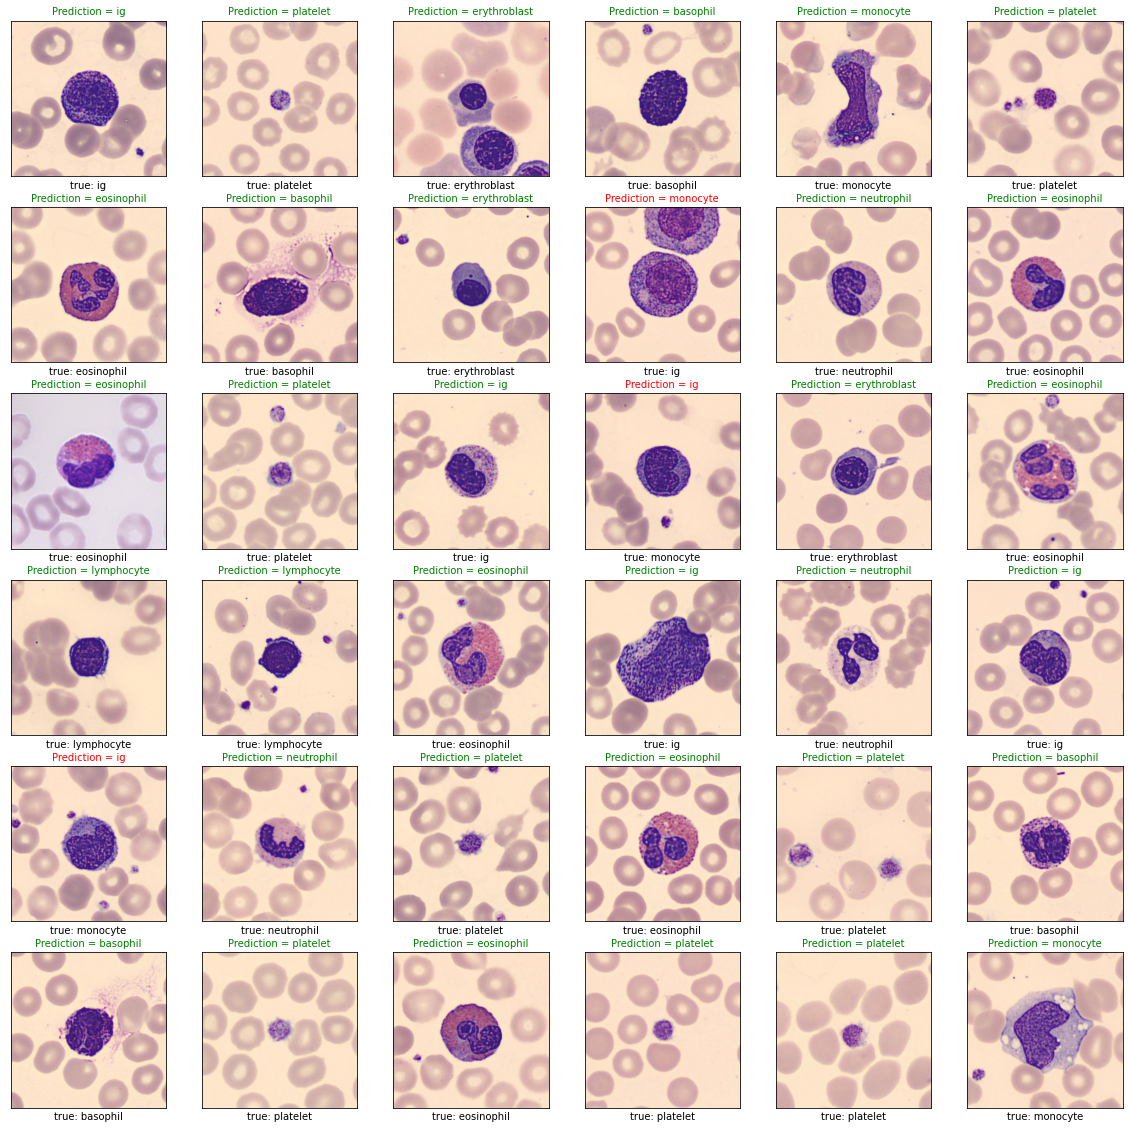 Prediction = ig
Prediction = platelet
Prediction = erythroblast
Prediction = basophil
Prediction = monocyte
Prediction = platelet
true: ig
true: platelet
true: erythroblast
true: basophil
true: monocyte
true: platelet
Prediction = eosinophil
Prediction = basophil
Prediction = erythroblast
Prediction = monocyte
Prediction = neutrophil
Prediction = eosinophil
true: eosinophil
true: basophil
true: erythroblast
true: ig
true: neutrophil
true: eosinophil
Prediction = eosinophil
Prediction = platelet
Prediction = ig
Prediction = ig
Prediction = erythroblast
Prediction = eosinophil
true: eosinophil
true: platelet
true: ig
true: monocyte
true: erythroblast
true: eosinophil
Prediction = lymphocyte
Prediction = lymphocyte
Prediction = eosinophil
Prediction = ig
Prediction = neutrophil
Prediction = ig
true: lymphocyte
true: lymphocyte
true: eosinophil
true: ig
true: neutrophil
true: ig
Prediction = ig
Prediction = neutrophil
Prediction = platelet
Prediction = eosinophil
Prediction = platelet
Prediction = basophil
true: monocyte
true: neutrophil
true: platelet
true: eosinophil
true: platelet
true: basophil
Prediction = basophil
Prediction = platelet
Prediction = eosinophil
Prediction = platelet
Prediction = platelet
Prediction = monocyte
true: basophil
true: platelet
true: eosinophil
true: platelet
true: platelet
true: monocyte